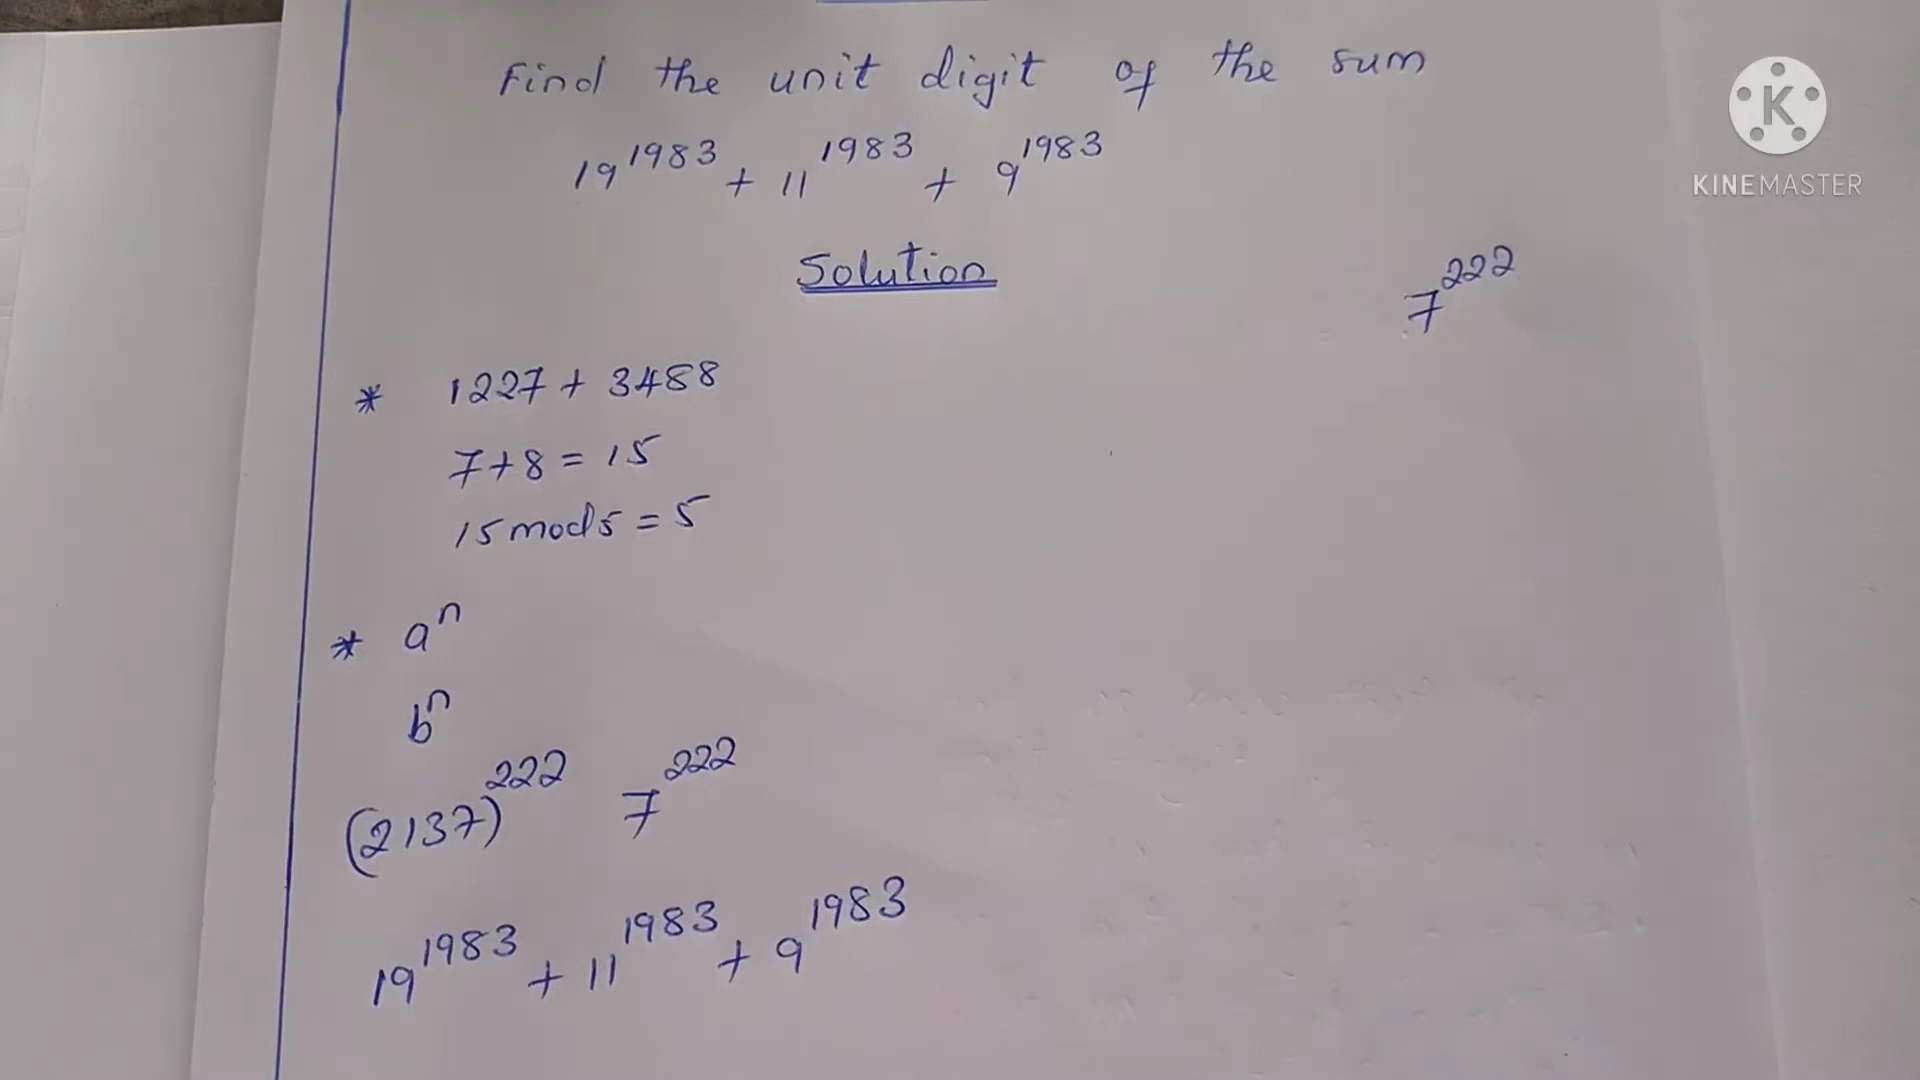 Find the unit digit of the sum
19^1983 + 11^1983 + 9^1983
KINEMASTER
Solution
7^222
* 1227 + 3488
7+8 = 15
15 mod 5 = 5
* a^n
b^n
(2137)^222 7^222
19^1983 + 11^1983 + 9^1983